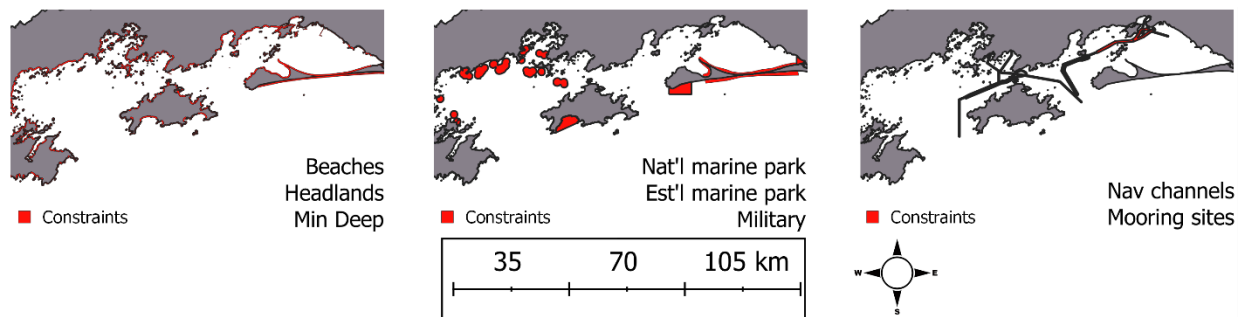 Beaches
Headlands
Min Deep
Constraints
Nat'l marine park
Est'l marine park
Military
Constraints
35 70 105 km
Nav channels
Mooring sites
Constraints
W E
S